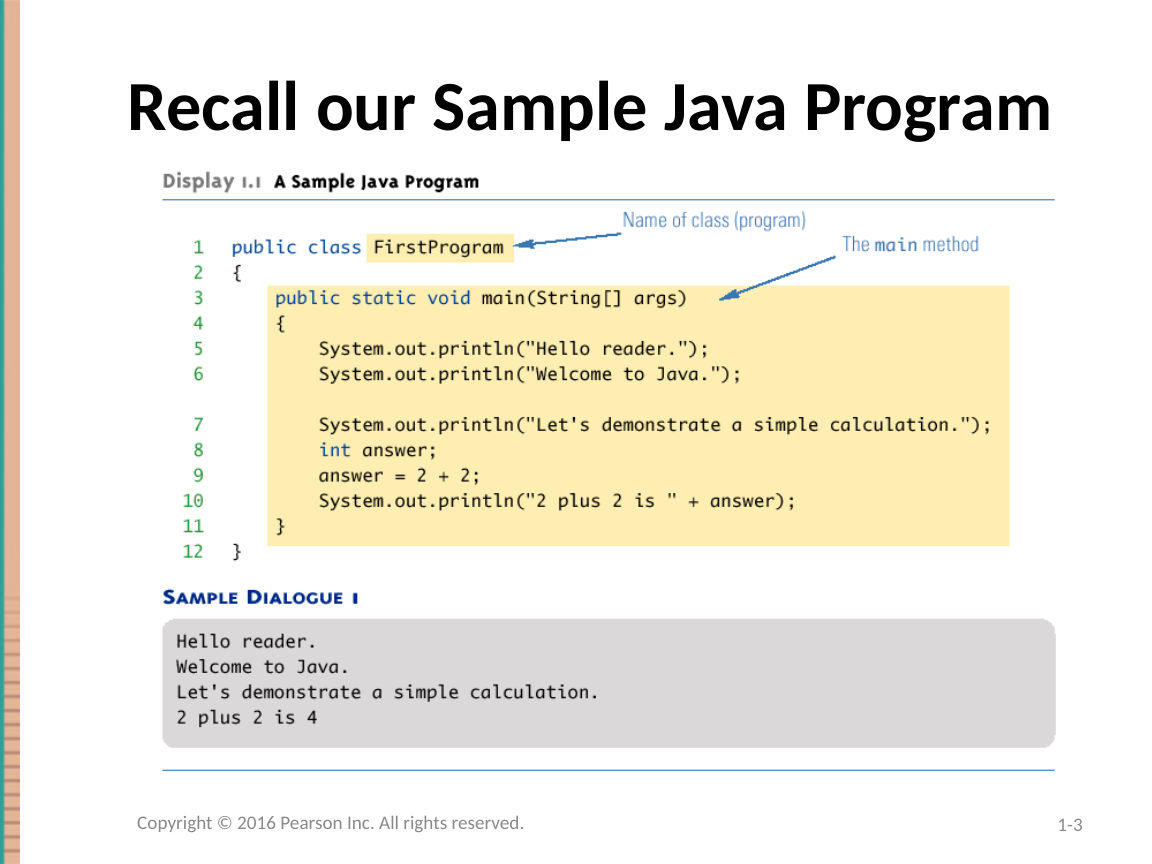 Recall our Sample Java Program
Display 1.1 A Sample Java Program
Name of class (program)
The main method
1 public class FirstProgram
2 {
3 public static void main(String[] args)
4 {
5 System.out.println("Hello reader.");
6 System.out.println("Welcome to Java.");
7 System.out.println("Let's demonstrate a simple calculation.");
8 int answer;
9 answer = 2 + 2;
10 System.out.println("2 plus 2 is " + answer);
11 }
12 }
SAMPLE DIALOGUE 1
Hello reader.
Welcome to Java.
Let's demonstrate a simple calculation.
2 plus 2 is 4
Copyright © 2016 Pearson Inc. All rights reserved.
1-3